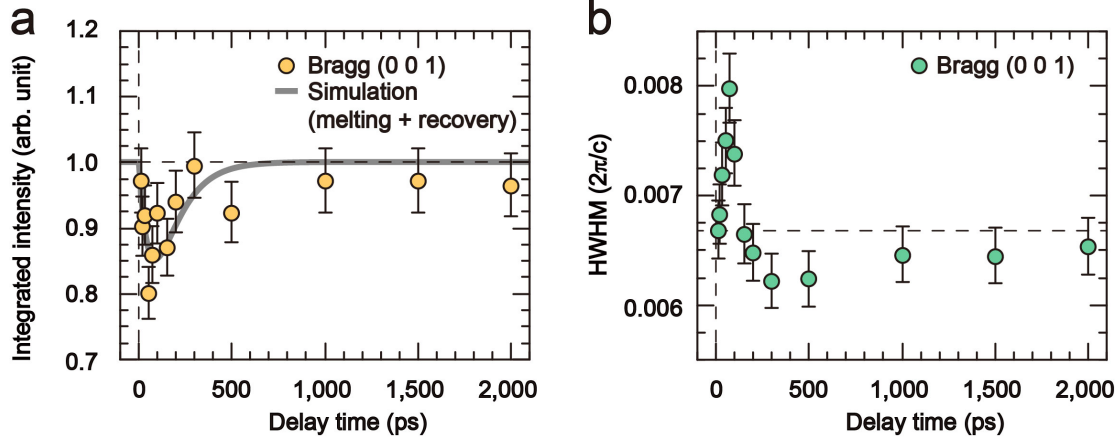 a
1.2
1.1
1.0
0.9
0.8
0.7
Integrated intensity (arb. unit)
Bragg (0 0 1)
Simulation
(melting + recovery)
0
500
1,000
1,500
2,000
Delay time (ps)
b
0.008
0.007
0.006
HWHM (2π/c)
Bragg (0 0 1)
0
500
1,000
1,500
2,000
Delay time (ps)